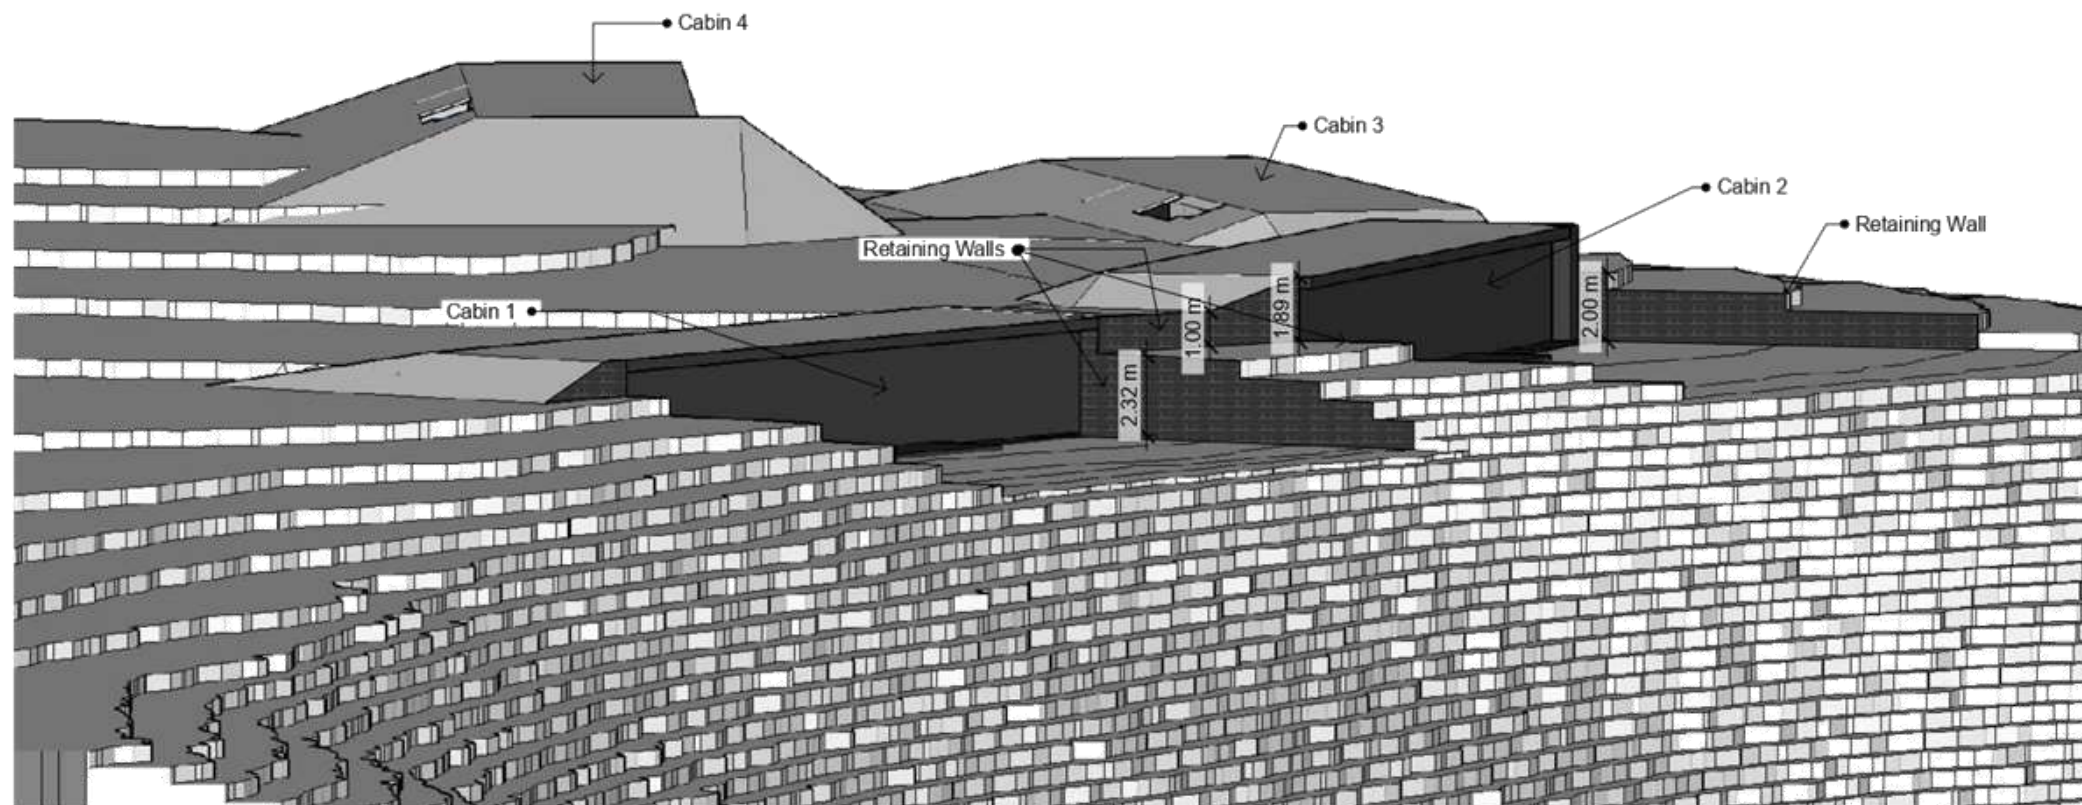 Cabin 4
Cabin 3
Cabin 2
Retaining Wall
Retaining Walls
Cabin 1
1.00 m
1.89 m
2.00 m
2.32 m